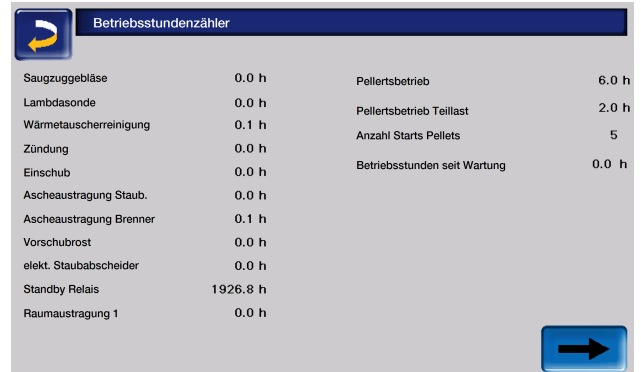 Betriebsstundenzähler
Saugzuggebläse 0.0 h
Lambdasonde 0.0 h
Wärmetauscherreinigung 0.1 h
Zündung 0.0 h
Einschub 0.0 h
Ascheaustragung Staub. 0.0 h
Ascheaustragung Brenner 0.1 h
Vorschubrost 0.0 h
elekt. Staubabscheider 0.0 h
Standby Relais 1926.8 h
Raumaustragung 1 0.0 h
Pellertsbetrieb 6.0 h
Pellertsbetrieb Teillast 2.0 h
Anzahl Starts Pellets 5
Betriebsstunden seit Wartung 0.0 h